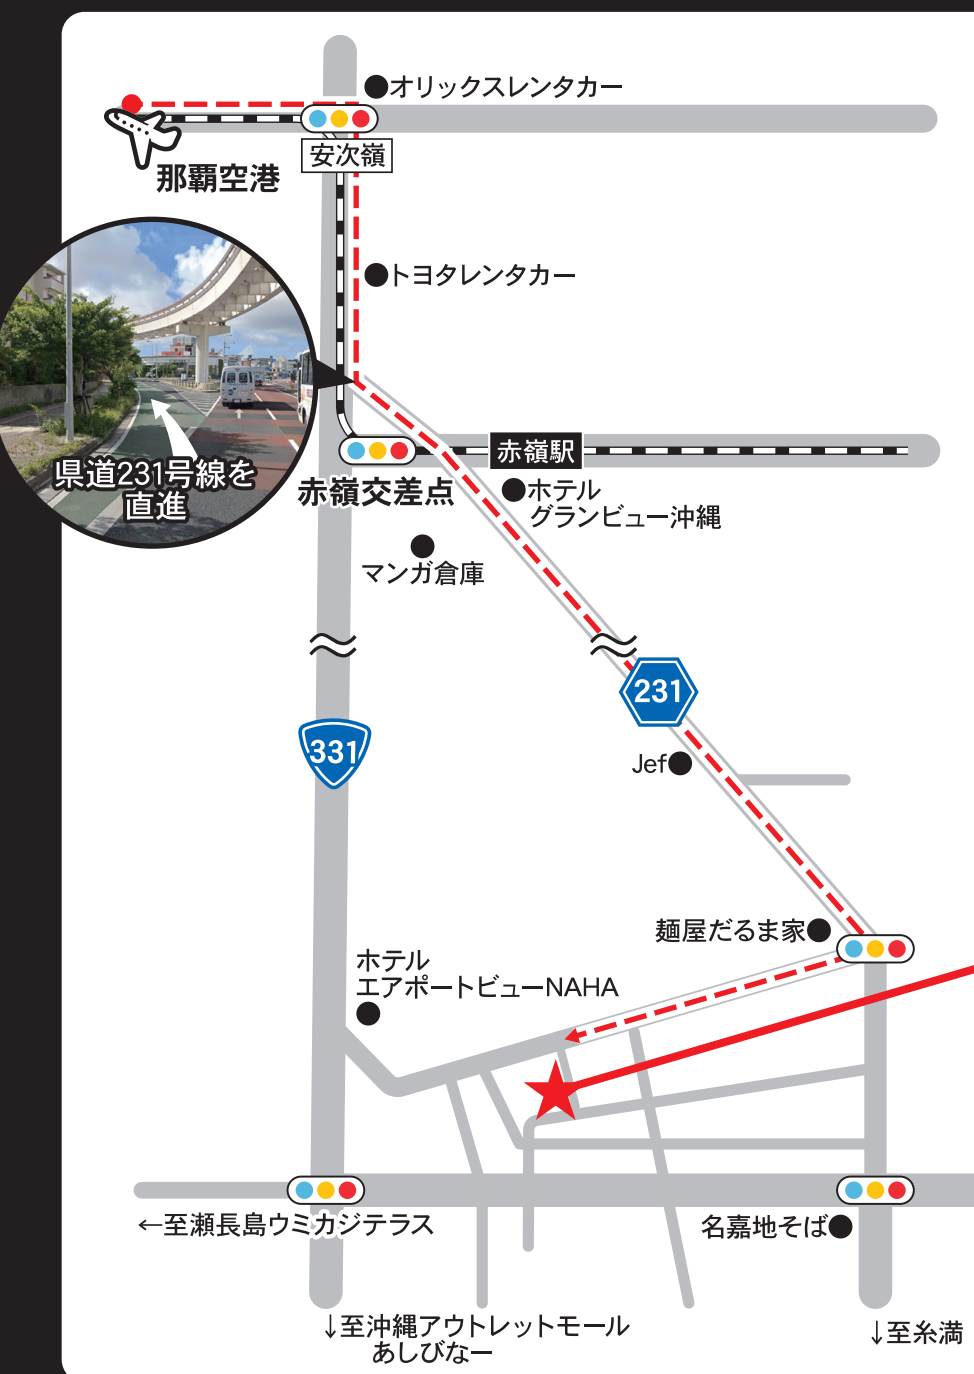 オリックスレンタカー
安次嶺
那覇空港
トヨタレンタカー
県道231号線を
直進
赤嶺駅
赤嶺交差点
ホテル
グランビュー沖縄
マンガ倉庫
231
331
Jef
麺屋だるま家
ホテル
エアポートビューNAHA
←至瀬長島ウミカジテラス
名嘉地そば
↓至沖縄アウトレットモール
あしびなー
↓至糸満